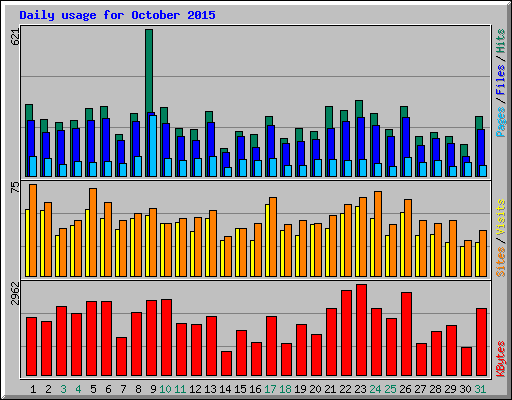 Daily usage for October 2015
621
Pages / Files / Hits
75
Sites / Visits
2962
KBytes
1 2 3 4 5 6 7 8 9 10 11 12 13 14 15 16 17 18 19 20 21 22 23 24 25 26 27 28 29 30 31